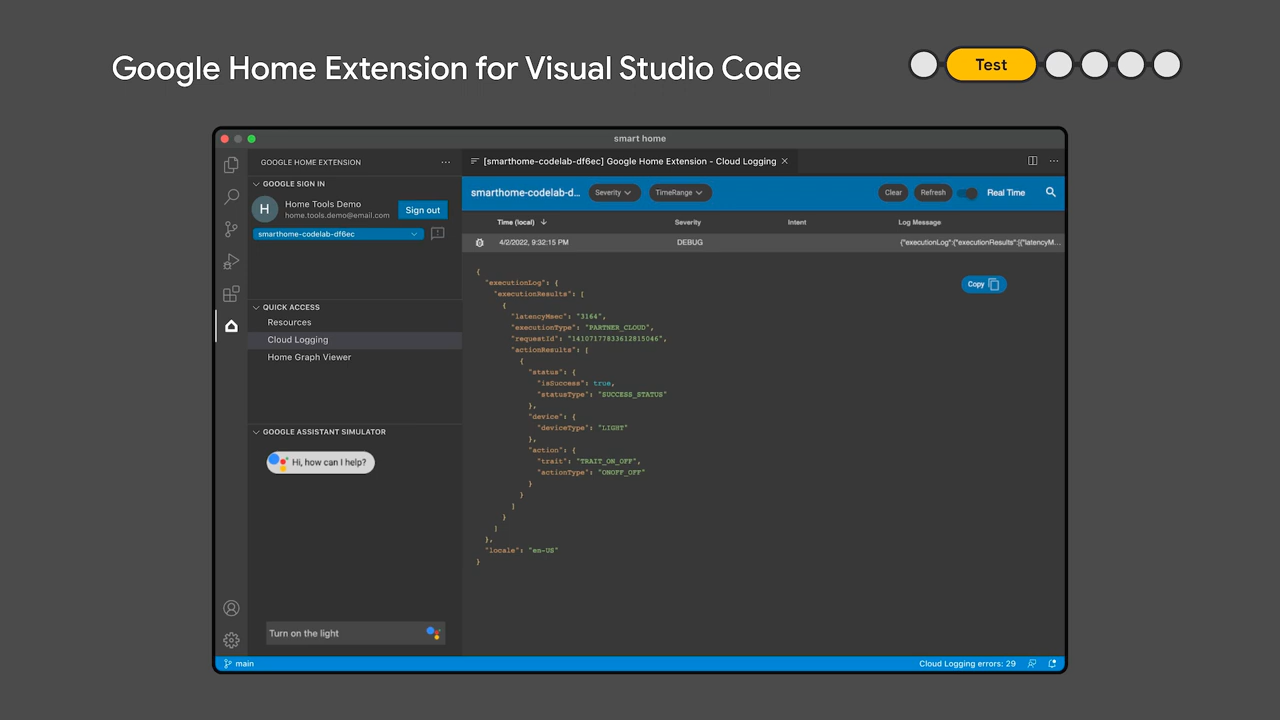 Google Home Extension for Visual Studio Code
Test
smart home
GOOGLE HOME EXTENSION
GOOGLE SIGN IN
H
Home Tools Demo
home.tools.demo@email.com
Sign out
smarthome-codelab-df6ec
QUICK ACCESS
Resources
Cloud Logging
Home Graph Viewer
GOOGLE ASSISTANT SIMULATOR
Hi, how can I help?
Turn on the light
[smarthome-codelab-df6ec] Google Home Extension - Cloud Logging
smarthome-codelab-d... Severity TimeRange Clear Refresh Real Time
Time (local) Severity Intent Log Message
4/2/2022, 9:32:15 PM DEBUG {"executionLog":{"executionResults":[{"latencyM...
Copy
{
"executionLog": {
"executionResults": [
{
"latencyMsec": "3164",
"executionType": "PARTNER_CLOUD",
"requestId": "14107177833612815046",
"actionResults": [
{
"status": {
"isSuccess": true,
"statusType": "SUCCESS_STATUS"
},
"device": {
"deviceType": "LIGHT"
},
"action": {
"trait": "TRAIT_ON_OFF",
"actionType": "ONOFF_OFF"
}
}
]
}
]
},
"locale": "en-US"
}
main
Cloud Logging errors: 29